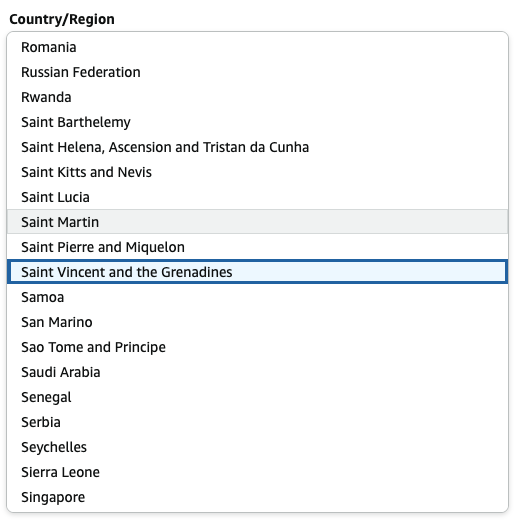 Country/Region
Romania
Russian Federation
Rwanda
Saint Barthelemy
Saint Helena, Ascension and Tristan da Cunha
Saint Kitts and Nevis
Saint Lucia
Saint Martin
Saint Pierre and Miquelon
Saint Vincent and the Grenadines
Samoa
San Marino
Sao Tome and Principe
Saudi Arabia
Senegal
Serbia
Seychelles
Sierra Leone
Singapore